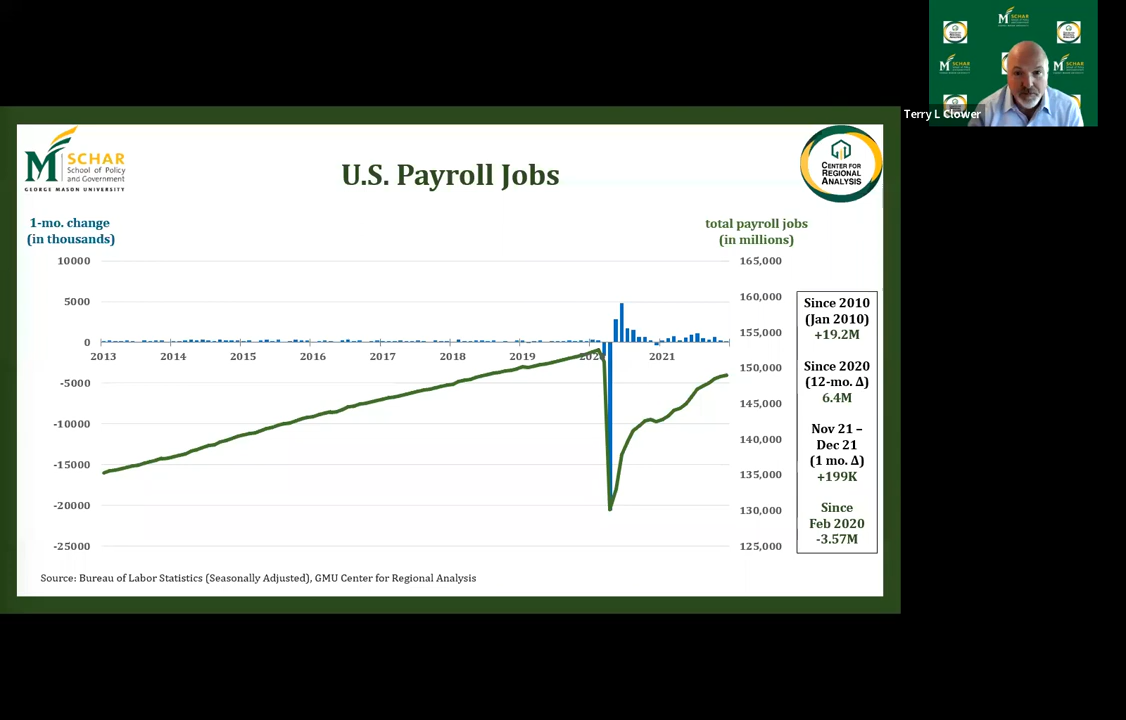 SCHAR
SCHAR
SCHAR
Terry L Clower
M SCHAR
School of Policy
and Government
GEORGE MASON UNIVERSITY
U.S. Payroll Jobs
CENTER FOR
REGIONAL
ANALYSIS
1-mo. change
(in thousands)
total payroll jobs
(in millions)
10000
5000
0
-5000
-10000
-15000
-20000
-25000
2013 2014 2015 2016 2017 2018 2019 2020 2021
165,000
160,000
155,000
150,000
145,000
140,000
135,000
130,000
125,000
Since 2010
(Jan 2010)
+19.2M
Since 2020
(12-mo. Δ)
6.4M
Nov 21 –
Dec 21
(1 mo. Δ)
+199K
Since
Feb 2020
-3.57M
Source: Bureau of Labor Statistics (Seasonally Adjusted), GMU Center for Regional Analysis